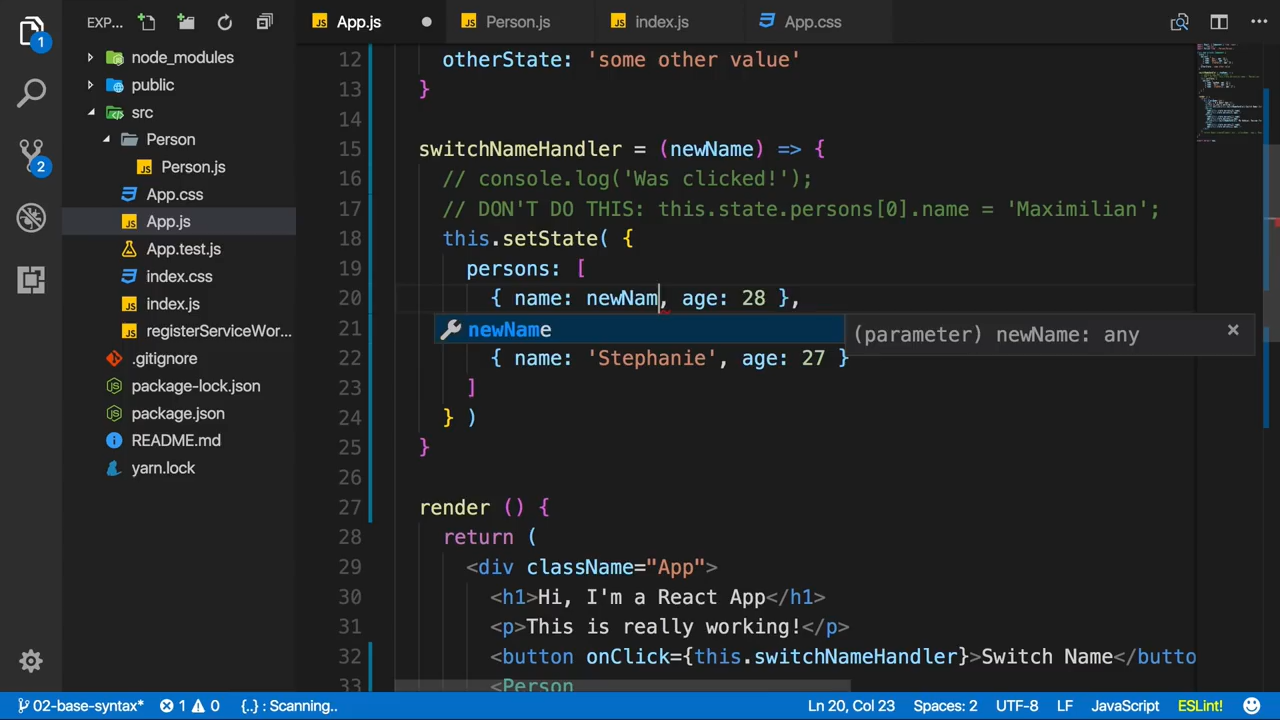 EXP...
App.js
Person.js
index.js
App.css
node_modules
public
src
Person
Person.js
App.css
App.js
App.test.js
index.css
index.js
registerServiceWor...
.gitignore
package-lock.json
package.json
README.md
yarn.lock
1
2
12 otherState: 'some other value'
13 }
14
15 switchNameHandler = (newName) => {
16 // console.log('Was clicked!');
17 // DON'T DO THIS: this.state.persons[0].name = 'Maximilian';
18 this.setState( {
19 persons: [
20 { name: newNam, age: 28 },
21
newName
(parameter) newName: any
22 { name: 'Stephanie', age: 27 }
23 ]
24 } )
25 }
26
27 render () {
28 return (
29 <div className="App">
30 <h1>Hi, I'm a React App</h1>
31 <p>This is really working!</p>
32 <button onClick={this.switchNameHandler}>Switch Name</butto
33 <Person
02-base-syntax* 1 0 {..} : Scanning.. Ln 20, Col 23 Spaces: 2 UTF-8 LF JavaScript ESLint!